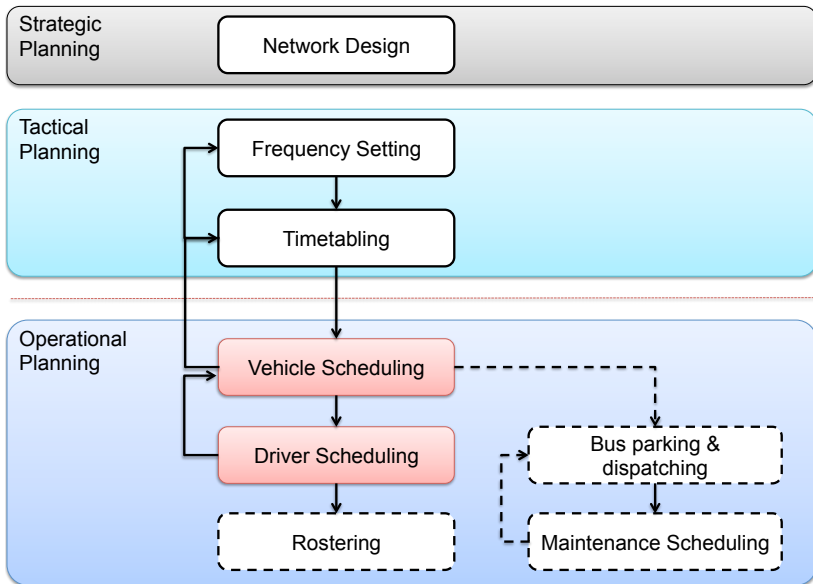 Strategic
Planning
Network Design
Tactical
Planning
Frequency Setting
Timetabling
Operational
Planning
Vehicle Scheduling
Driver Scheduling
Bus parking &
dispatching
Rostering
Maintenance Scheduling